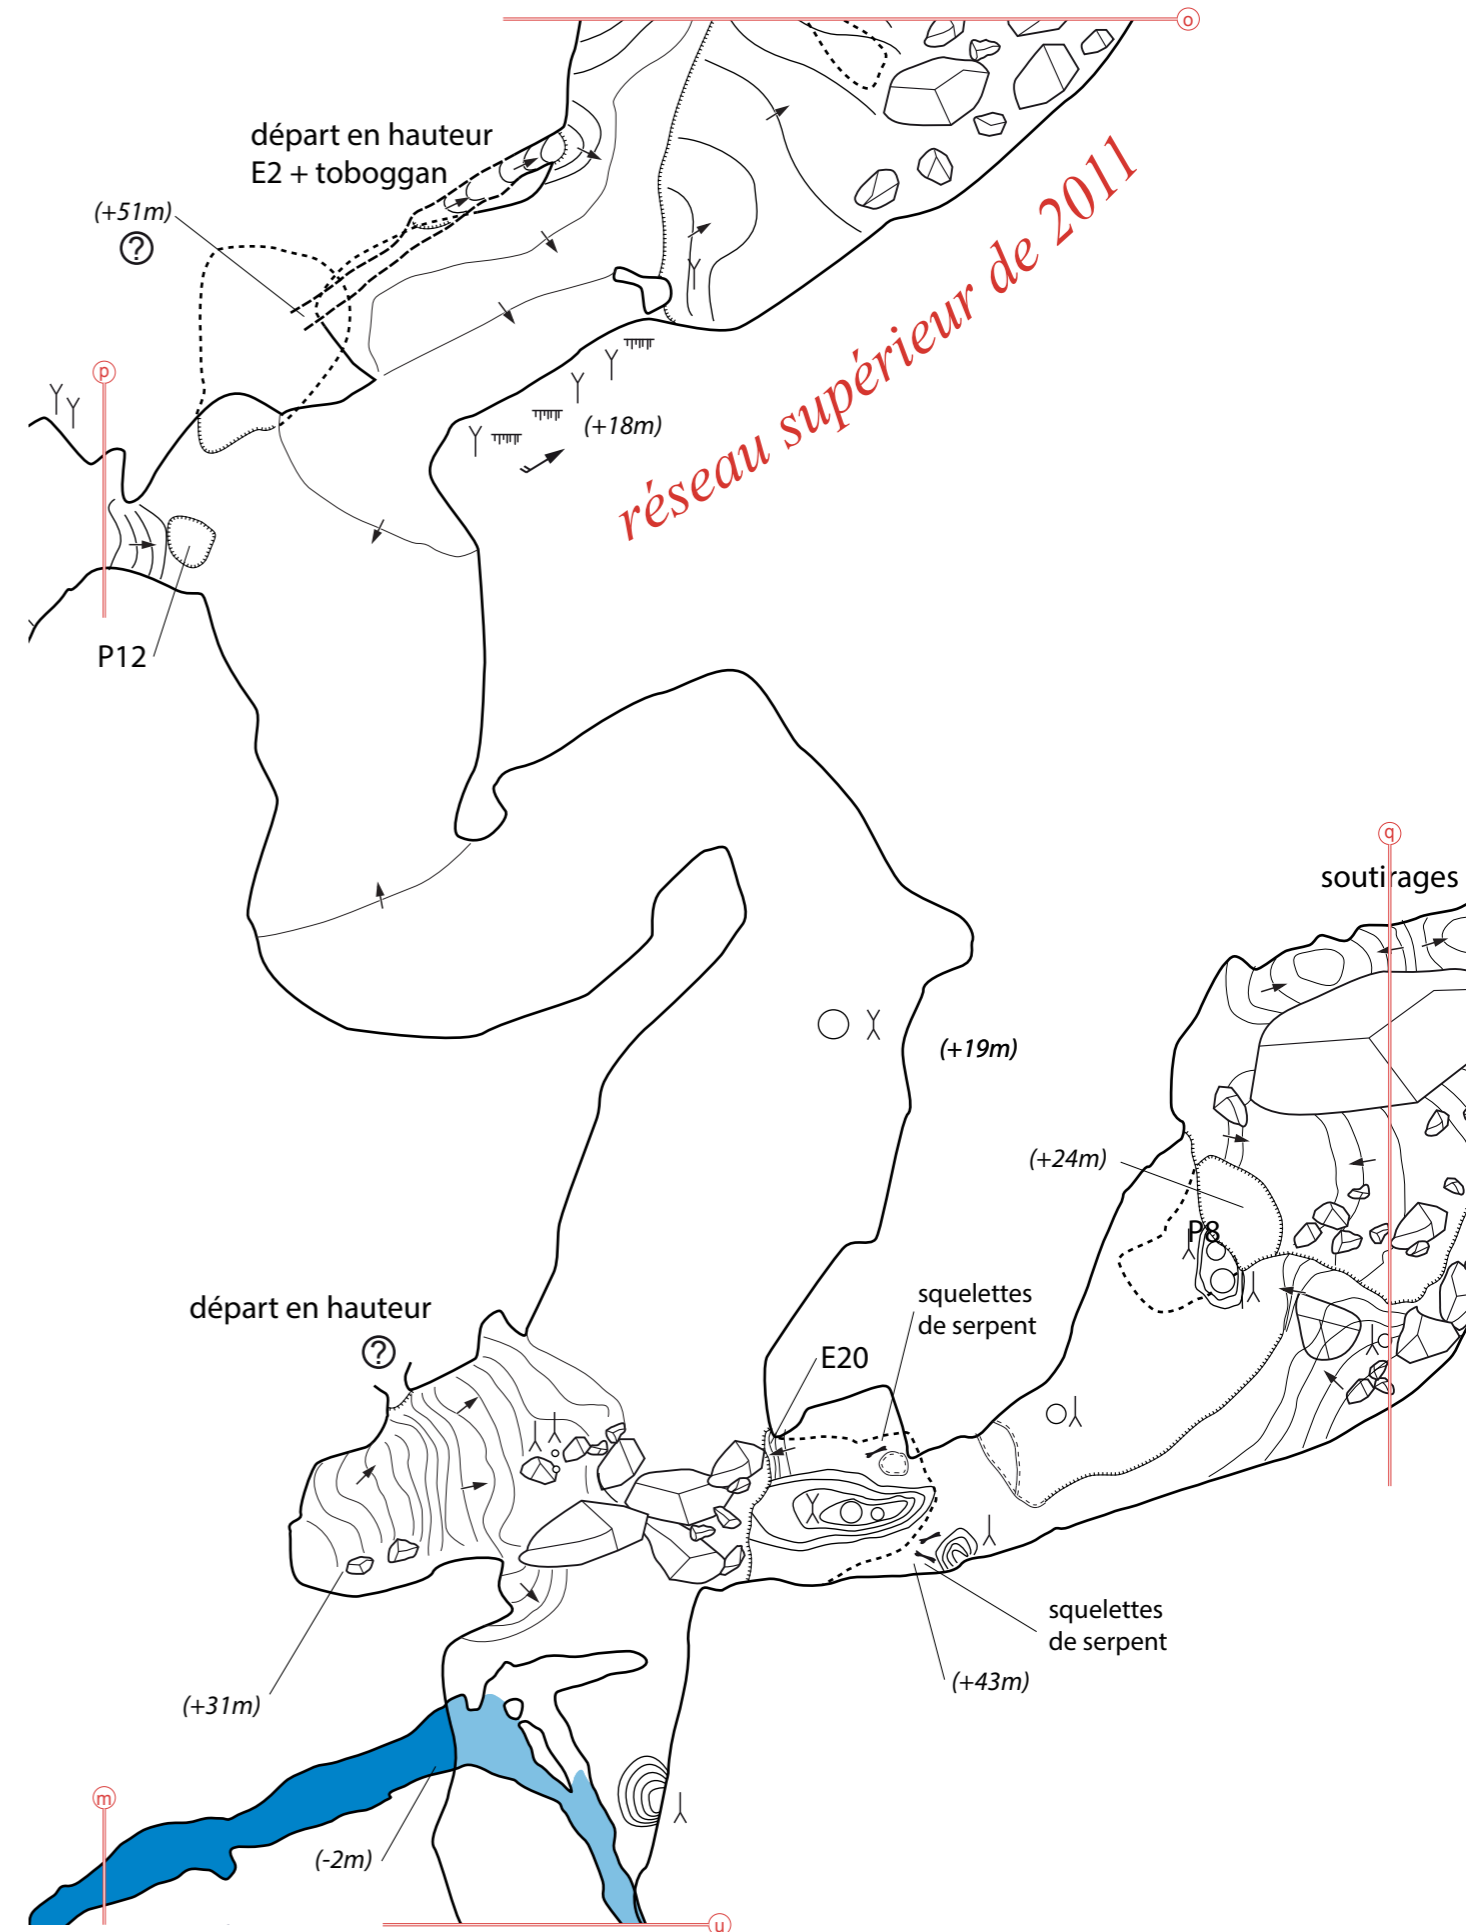 o
départ en hauteur
E2 + toboggan
(+51m)
?
réseau supérieur de 2011
p
(+18m)
P12
q
soutirages
(+19m)
(+24m)
P8
squelettes
de serpent
départ en hauteur
?
E20
squelettes
de serpent
(+43m)
(+31m)
m
(-2m)
u